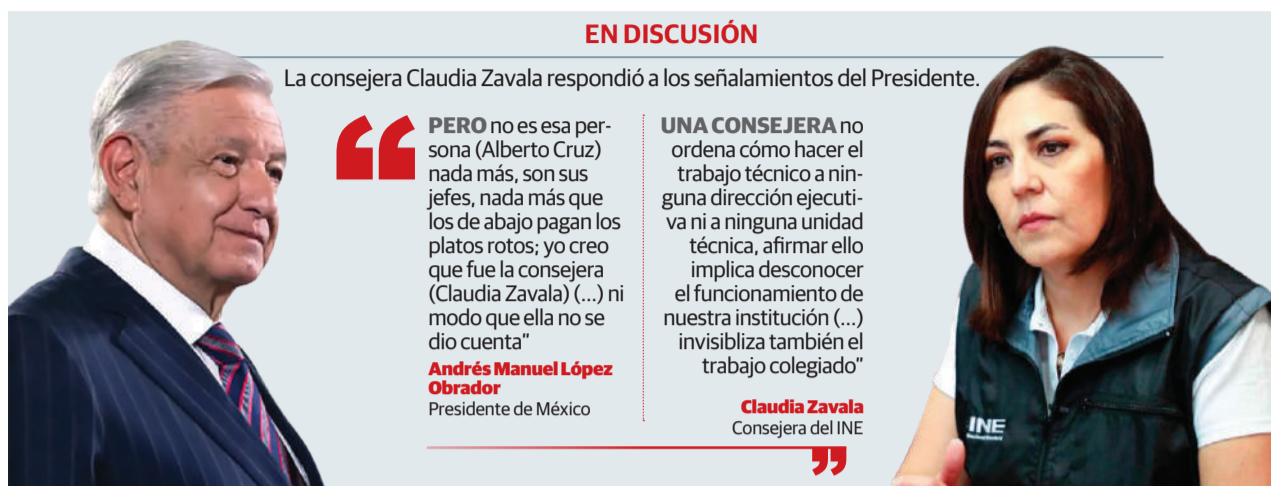 EN DISCUSIÓN
La consejera Claudia Zavala respondió a los señalamientos del Presidente.
“
PERO no es esa per-
sona (Alberto Cruz)
nada más, son sus
jefes, nada más que
los de abajo pagan los
platos rotos; yo creo
que fue la consejera
(Claudia Zavala) (...) ni
modo que ella no se
dio cuenta”
Andrés Manuel López
Obrador
Presidente de México
UNA CONSEJERA no
ordena cómo hacer el
trabajo técnico a nin-
guna dirección ejecuti-
va ni a ninguna unidad
técnica, afirmar ello
implica desconocer
el funcionamiento de
nuestra institución (...)
invisibliza también el
trabajo colegiado”
Claudia Zavala
Consejera del INE
”
INE